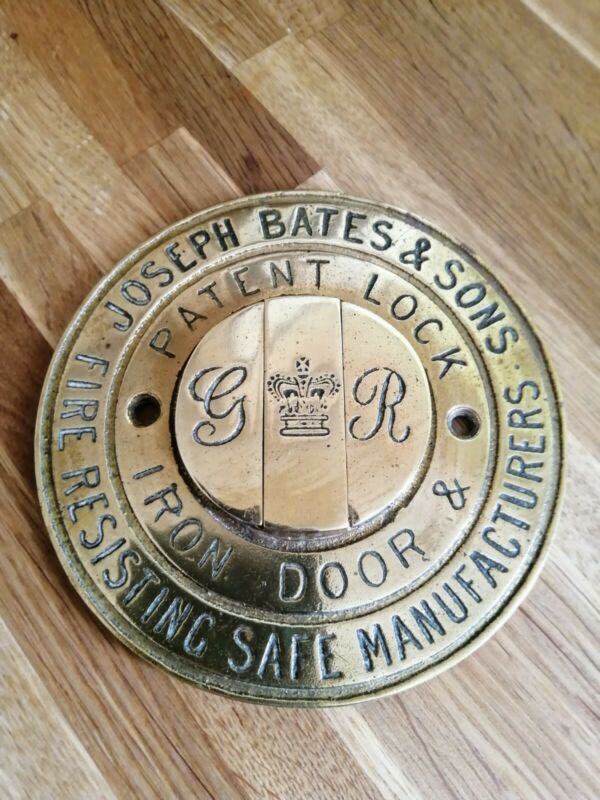 JOSEPH BATES & SONS
FIRE RESISTING SAFE MANUFACTURERS
PATENT LOCK
IRON DOOR &
G R